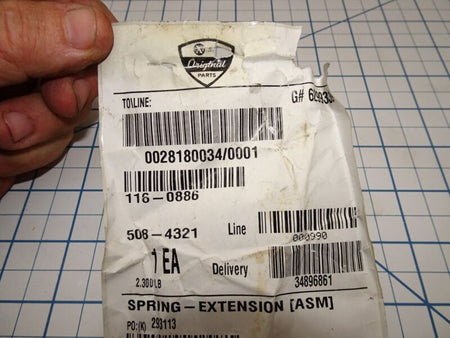 Original
PARTS
TO/LINE:
G# 6
0028180034/0001
116-0886
508-4321
Line
000990
1 EA
Delivery
2.300 LB
34896861
SPRING-EXTENSION [ASM]
PO:(K) 293113